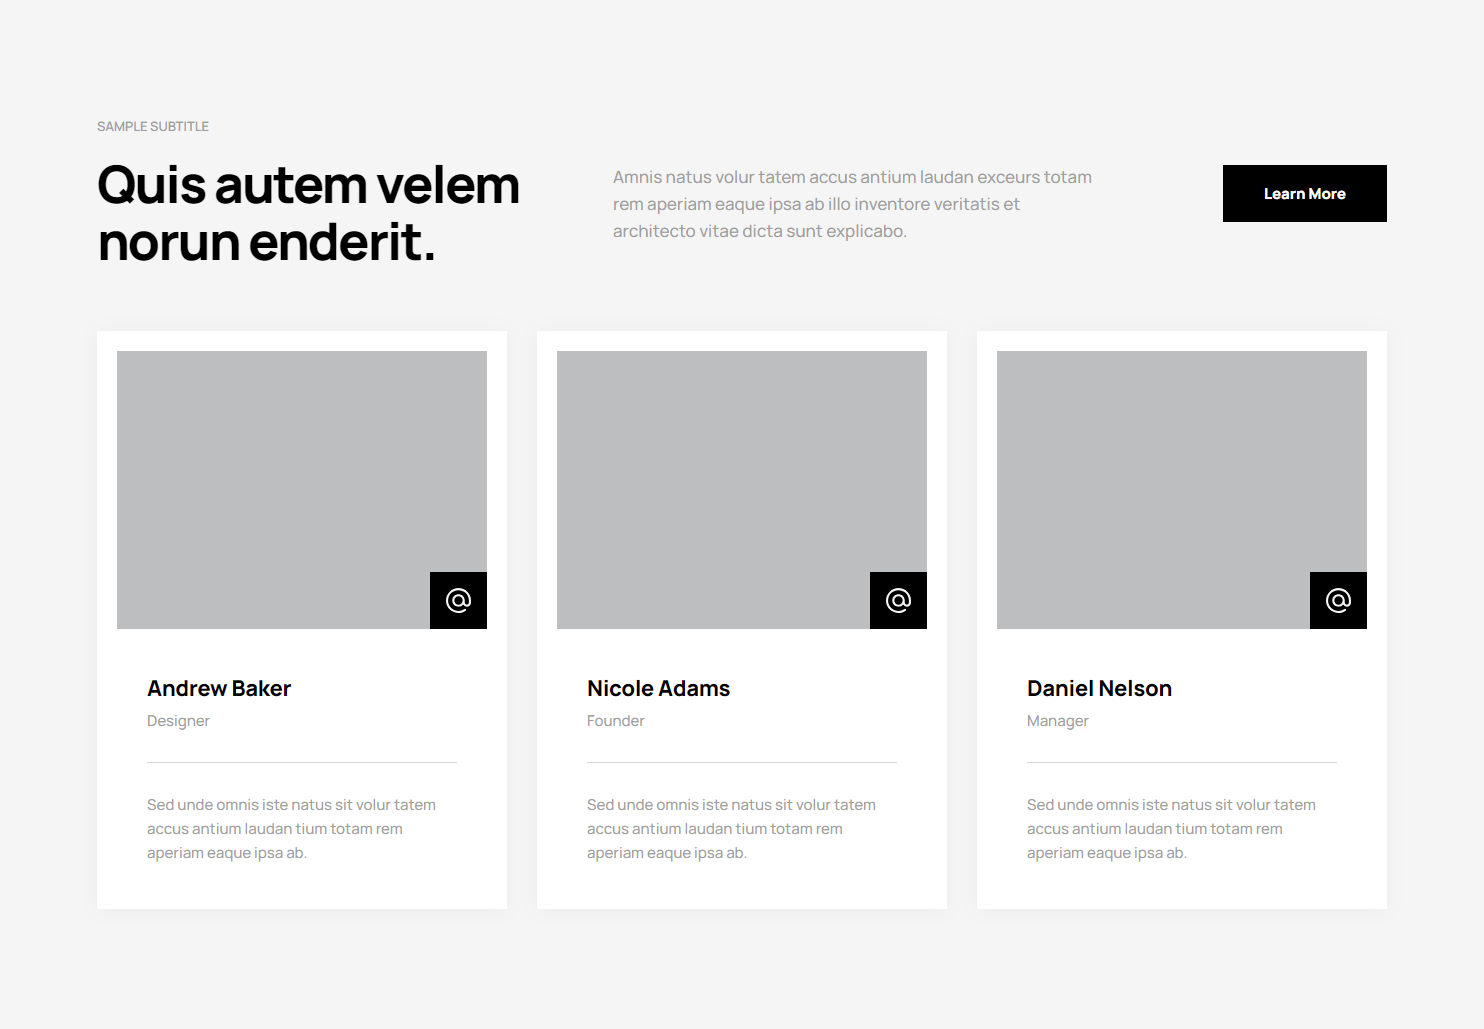 SAMPLE SUBTITLE
Quis autem velem
norun enderit.
Amnis natus volur tatem accus antium laudan exceurs totam
rem aperiam eaque ipsa ab illo inventore veritatis et
architecto vitae dicta sunt explicabo.
Learn More
@
Andrew Baker
Designer
Sed unde omnis iste natus sit volur tatem
accus antium laudan tium totam rem
aperiam eaque ipsa ab.
@
Nicole Adams
Founder
Sed unde omnis iste natus sit volur tatem
accus antium laudan tium totam rem
aperiam eaque ipsa ab.
@
Daniel Nelson
Manager
Sed unde omnis iste natus sit volur tatem
accus antium laudan tium totam rem
aperiam eaque ipsa ab.